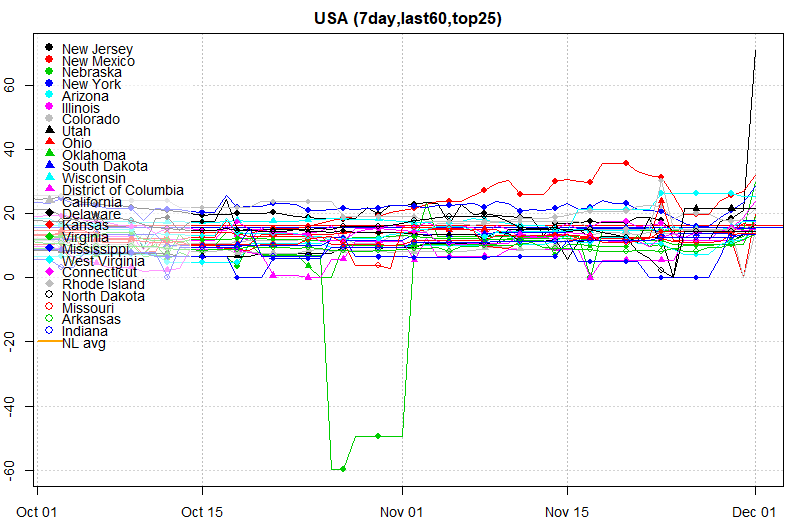 USA (7day,last60,top25)
New Jersey
New Mexico
Nebraska
New York
Arizona
Illinois
Colorado
Utah
Ohio
Oklahoma
South Dakota
Wisconsin
District of Columbia
California
Delaware
Kansas
Virginia
Mississippi
West Virginia
Connecticut
Rhode Island
North Dakota
Missouri
Arkansas
Indiana
NL avg
60
40
20
0
-20
-40
-60
Oct 01
Oct 15
Nov 01
Nov 15
Dec 01